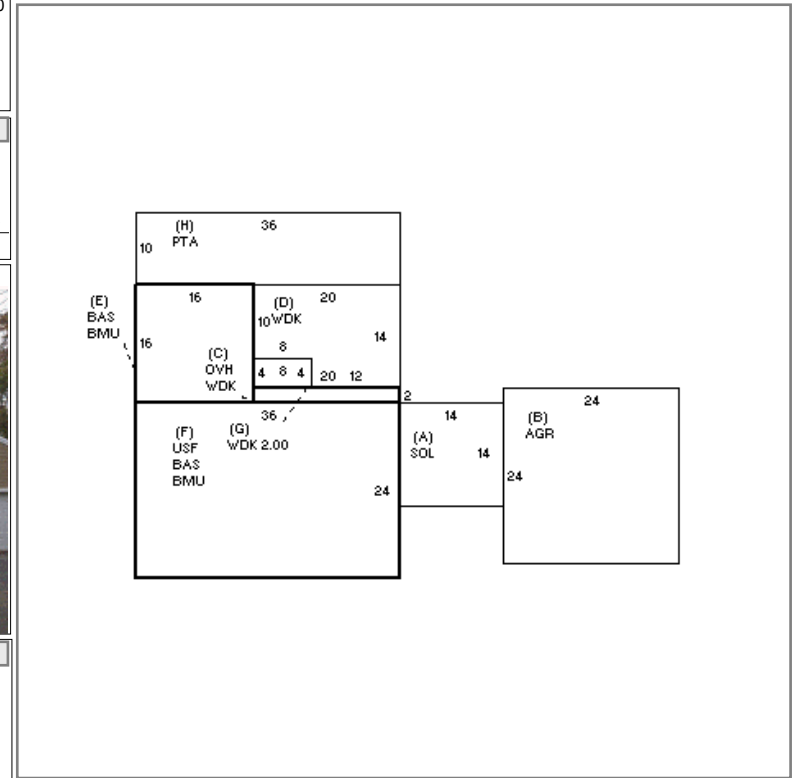 (H)
PTA
36
10
(E)
BAS
BMU
16
16
(D)
WDK
20
10
14
8
(C)
OVH
WDK
4 8 4
20 12
2
36
(G)
WDK 2.00
(F)
USF
BAS
BMU
24
14
(A)
SOL
14
24
(B)
AGR
24